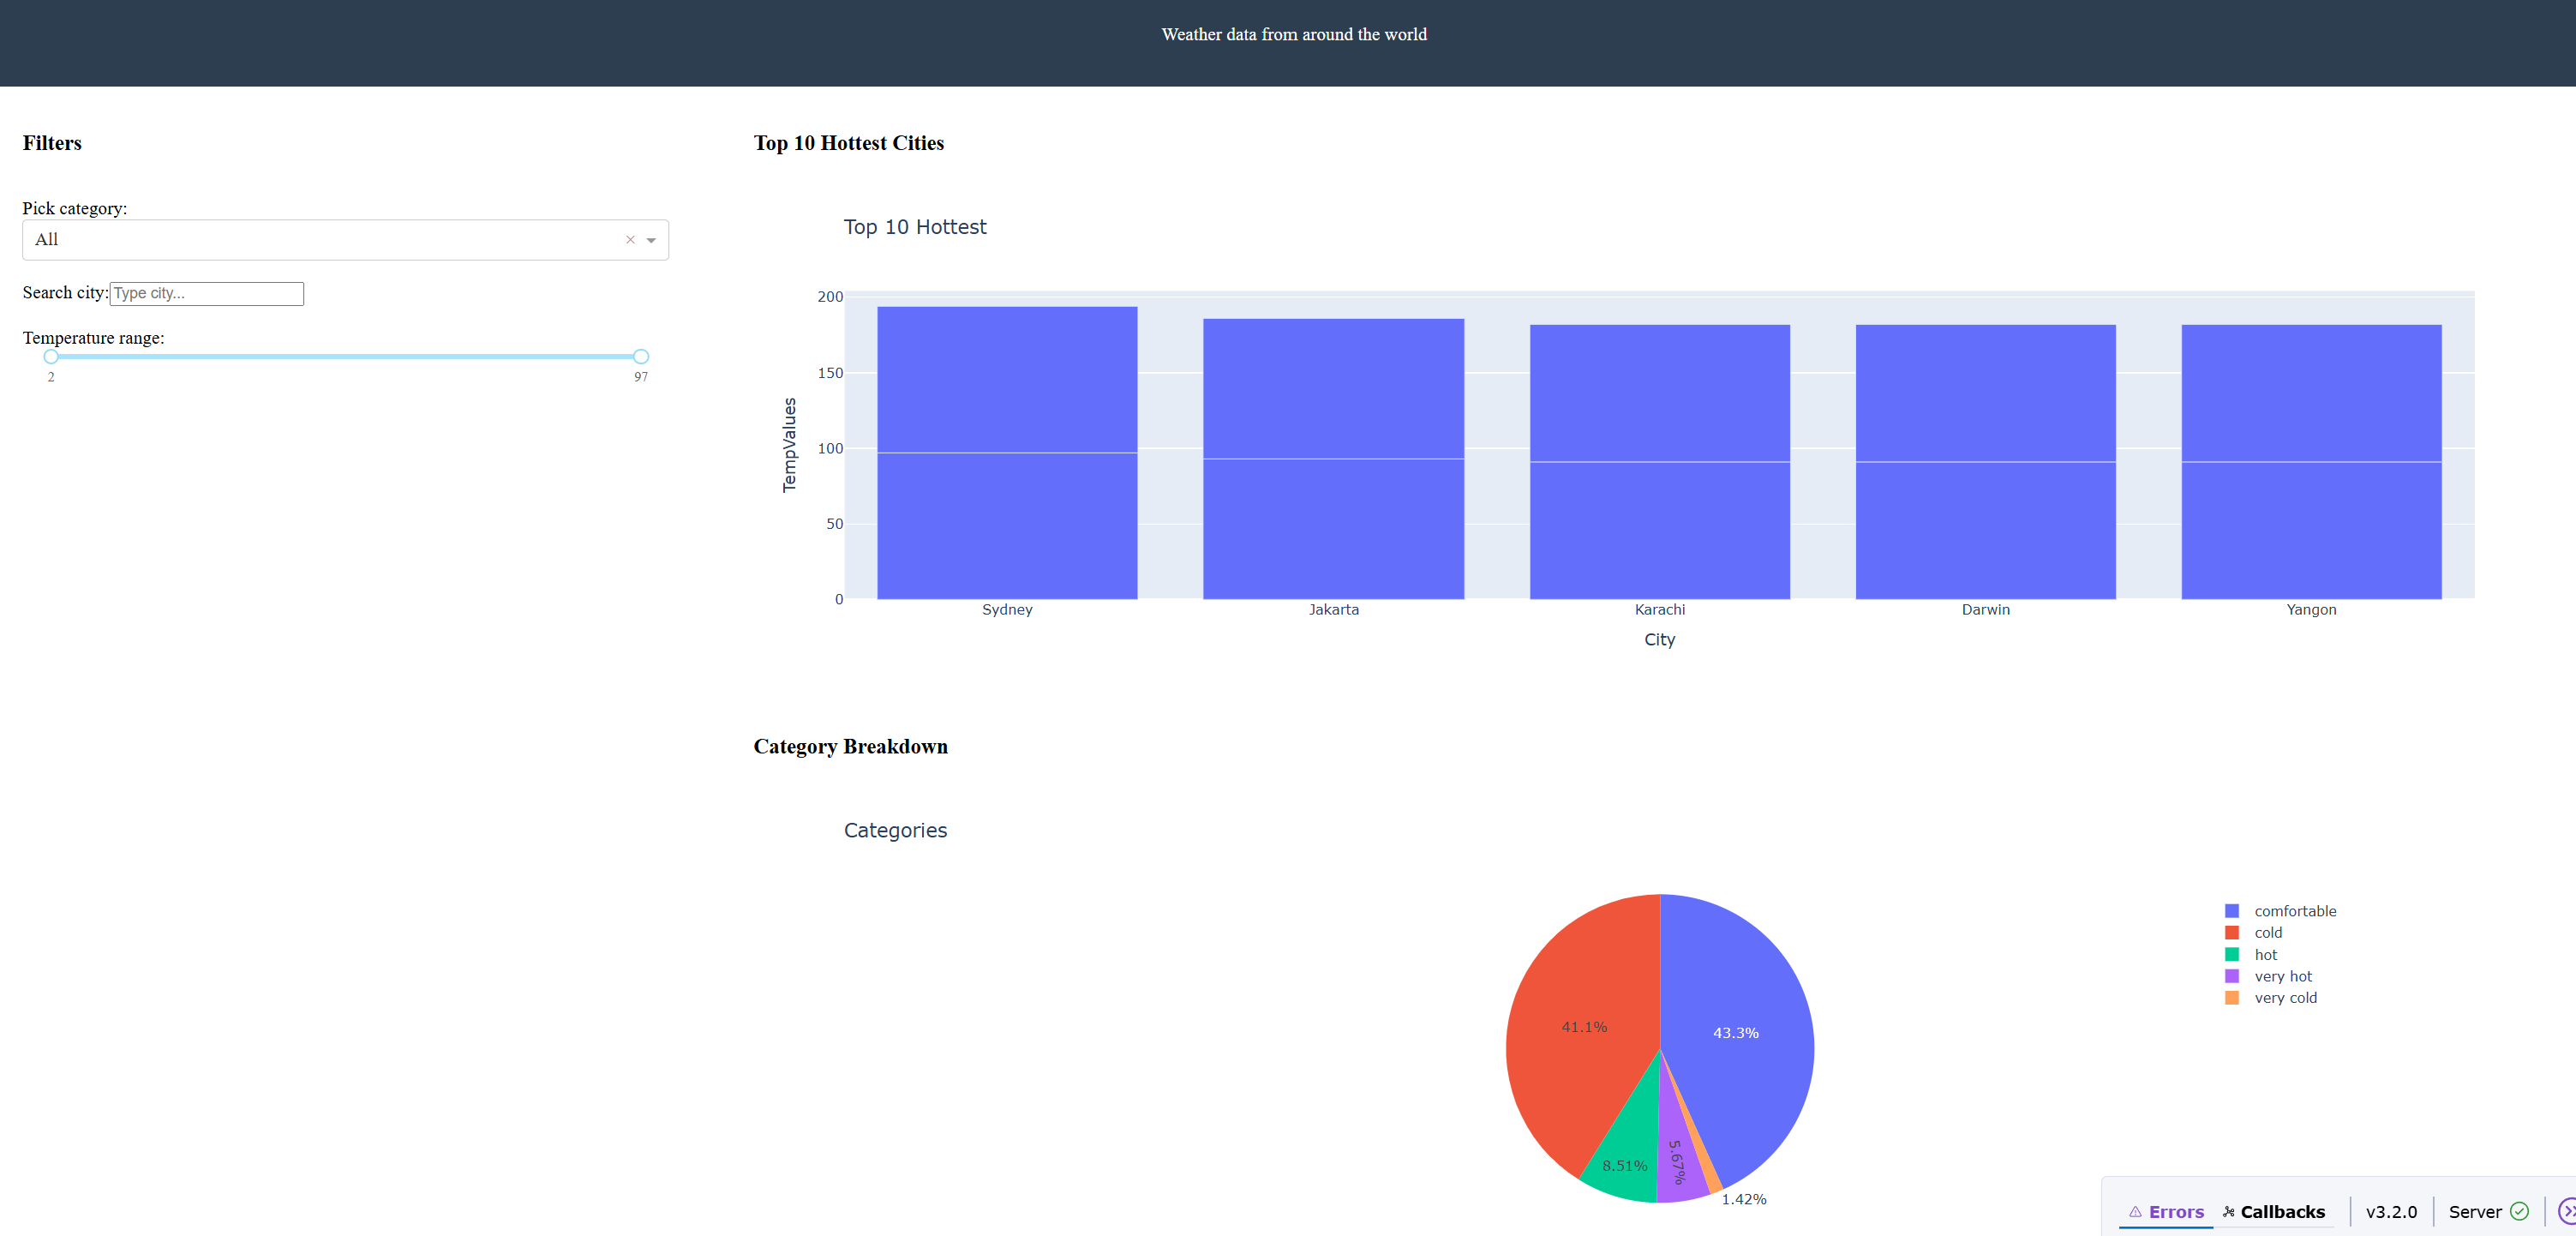 Weather data from around the world
Filters
Pick category:
All
Search city: Type city...
Temperature range:
2 97
Top 10 Hottest Cities
Top 10 Hottest
TempValues
200
150
100
50
0
Sydney Jakarta Karachi Darwin Yangon
City
Category Breakdown
Categories
41.1%
43.3%
8.51%
5.67%
1.42%
comfortable
cold
hot
very hot
very cold
Errors Callbacks v3.2.0 Server